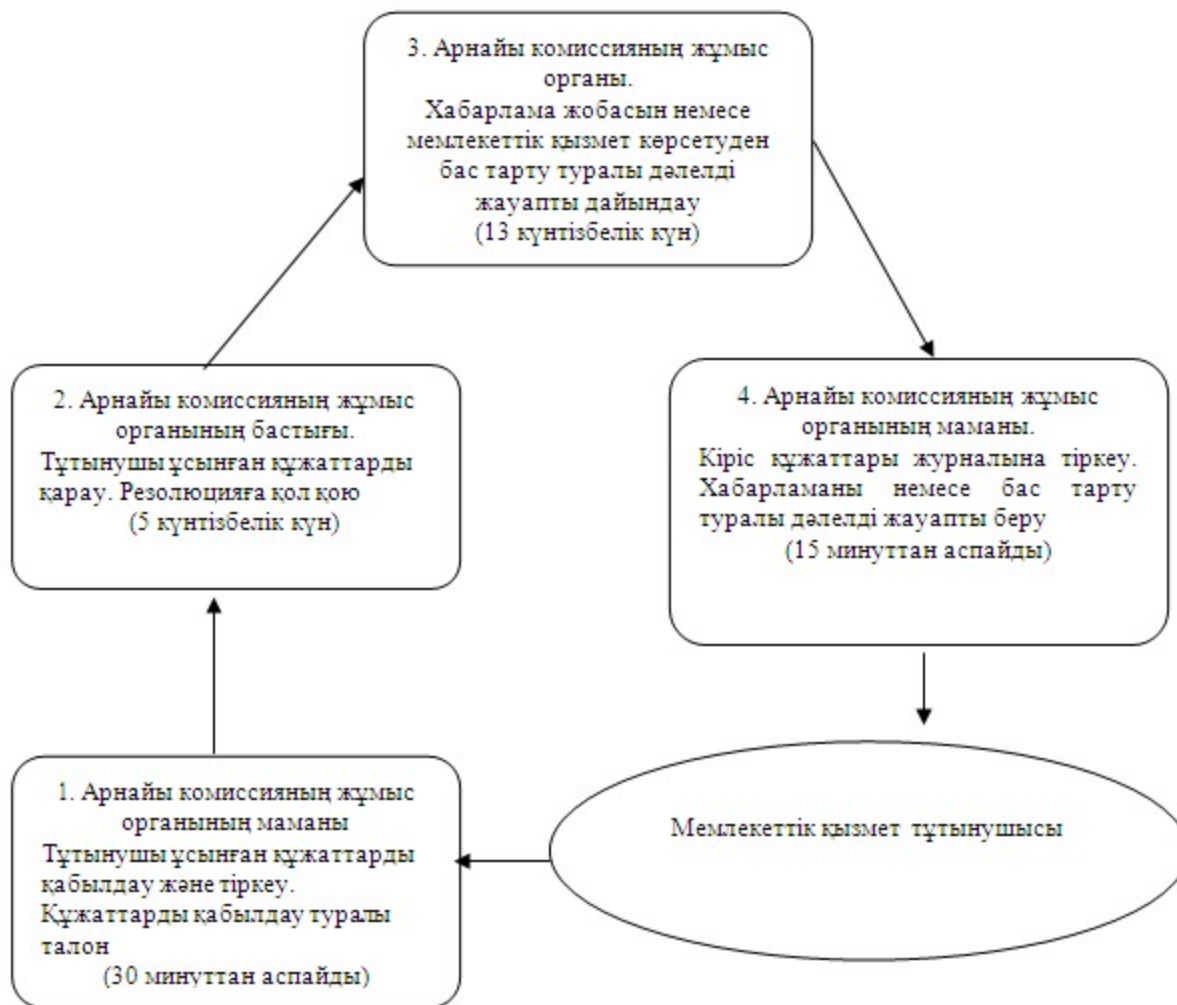 3. Арнайы комиссияның жұмыс
органы.
Хабарлама жобасын немесе
мемлекеттік қызмет көрсетуден
бас тарту туралы дәлелді
жауапты дайындау
(13 күнтізбелік күн)
2. Арнайы комиссияның жұмыс
органының бастығы.
Тұтынушы ұсынған құжаттарды
қарау. Резолюцияға қол қою
(5 күнтізбелік күн)
4. Арнайы комиссияның жұмыс
органының маманы.
Кіріс құжаттары журналына тіркеу.
Хабарламаны немесе бас тарту
туралы дәлелді жауапты беру
(15 минуттан аспайды)
1. Арнайы комиссияның жұмыс
органының маманы
Тұтынушы ұсынған құжаттарды
қабылдау және тіркеу.
Құжаттарды қабылдау туралы
талон
(30 минуттан аспайды)
Мемлекеттік қызмет тұтынушысы